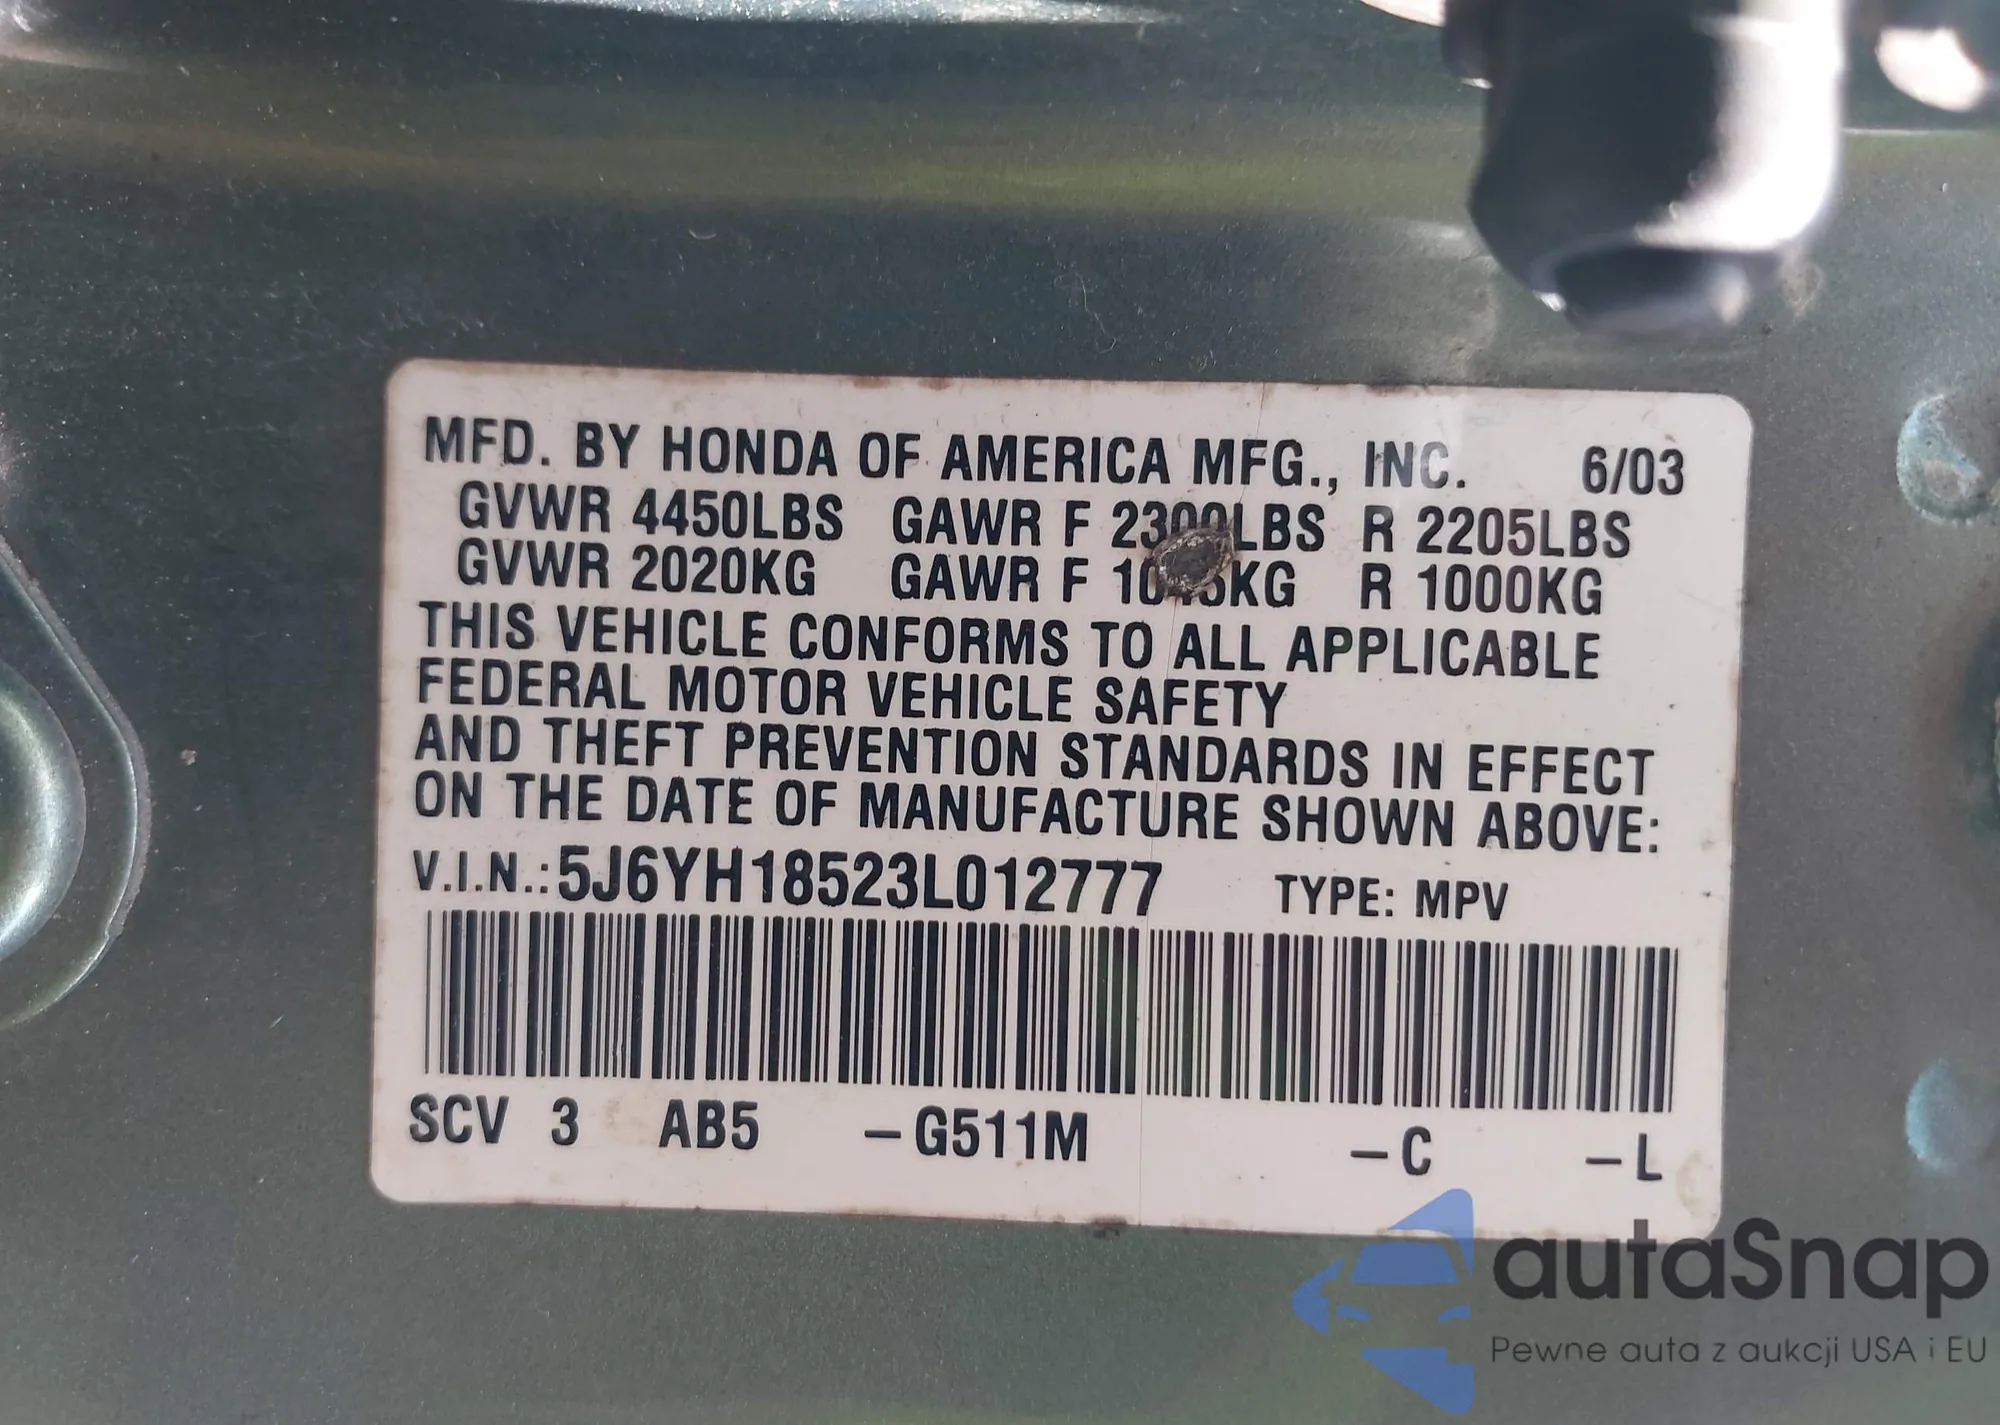 MFD. BY HONDA OF AMERICA MFG., INC. 6/03
GVWR 4450LBS GAWR F 2300LBS R 2205LBS
GVWR 2020KG GAWR F R 1000KG
THIS VEHICLE CONFORMS TO ALL APPLICABLE
FEDERAL MOTOR VEHICLE SAFETY
AND THEFT PREVENTION STANDARDS IN EFFECT
ON THE DATE OF MANUFACTURE SHOWN ABOVE:
V.I.N.: 5J6YH18523L012777 TYPE: MPV
SCV 3 AB5 –G511M –C –L
autaSnap
Pewne auta z aukcji USA i EU